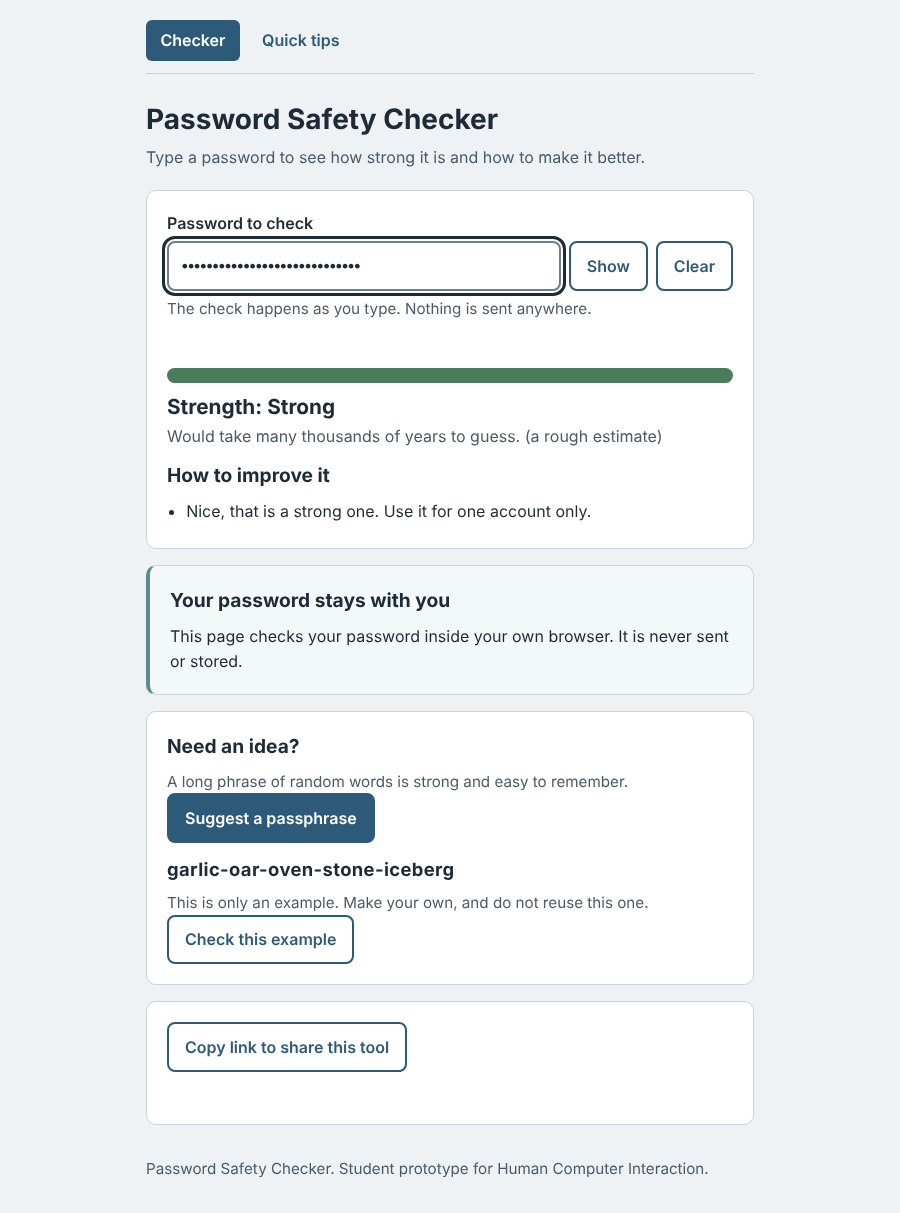 Checker
Quick tips
Password Safety Checker
Type a password to see how strong it is and how to make it better.
Password to check
•••••••••••••••••••••••••••••
Show
Clear
The check happens as you type. Nothing is sent anywhere.
Strength: Strong
Would take many thousands of years to guess. (a rough estimate)
How to improve it
• Nice, that is a strong one. Use it for one account only.
Your password stays with you
This page checks your password inside your own browser. It is never sent
or stored.
Need an idea?
A long phrase of random words is strong and easy to remember.
Suggest a passphrase
garlic-oar-oven-stone-iceberg
This is only an example. Make your own, and do not reuse this one.
Check this example
Copy link to share this tool
Password Safety Checker. Student prototype for Human Computer Interaction.